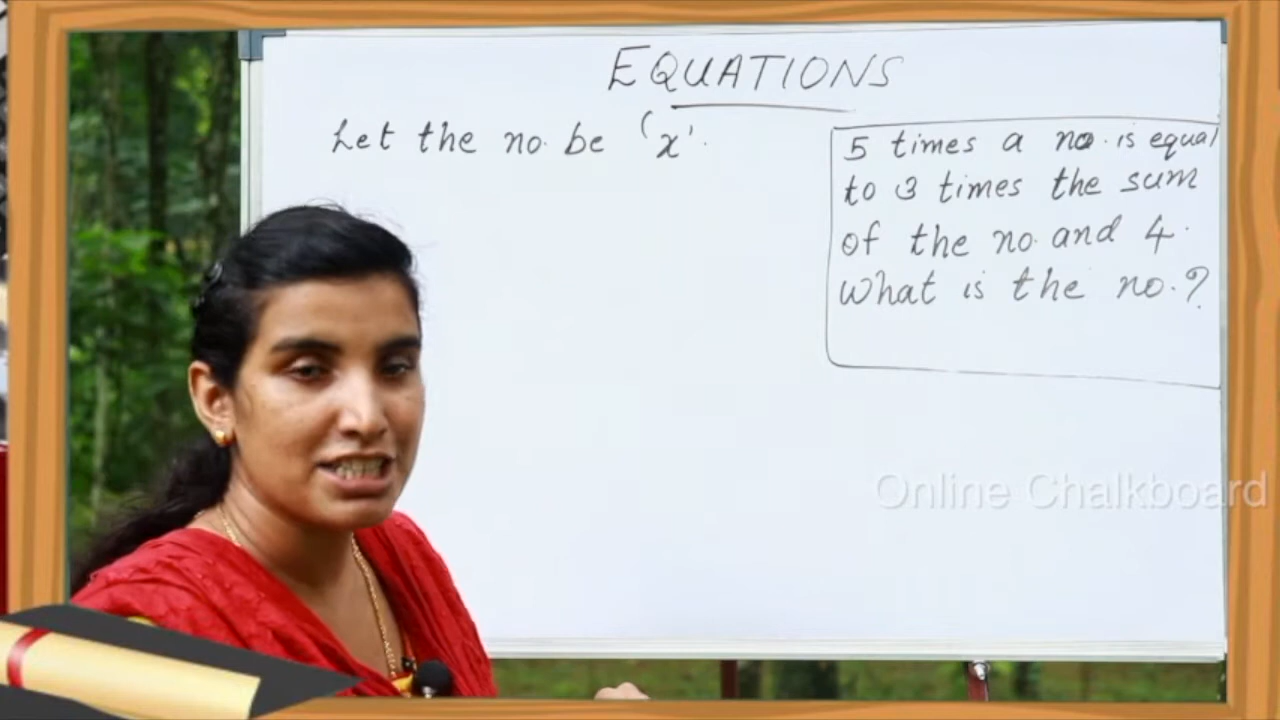 EQUATIONS
Let the no. be 'x'.
5 times a no. is equal
to 3 times the sum
of the no. and 4.
What is the no.?
Online Chalkboard